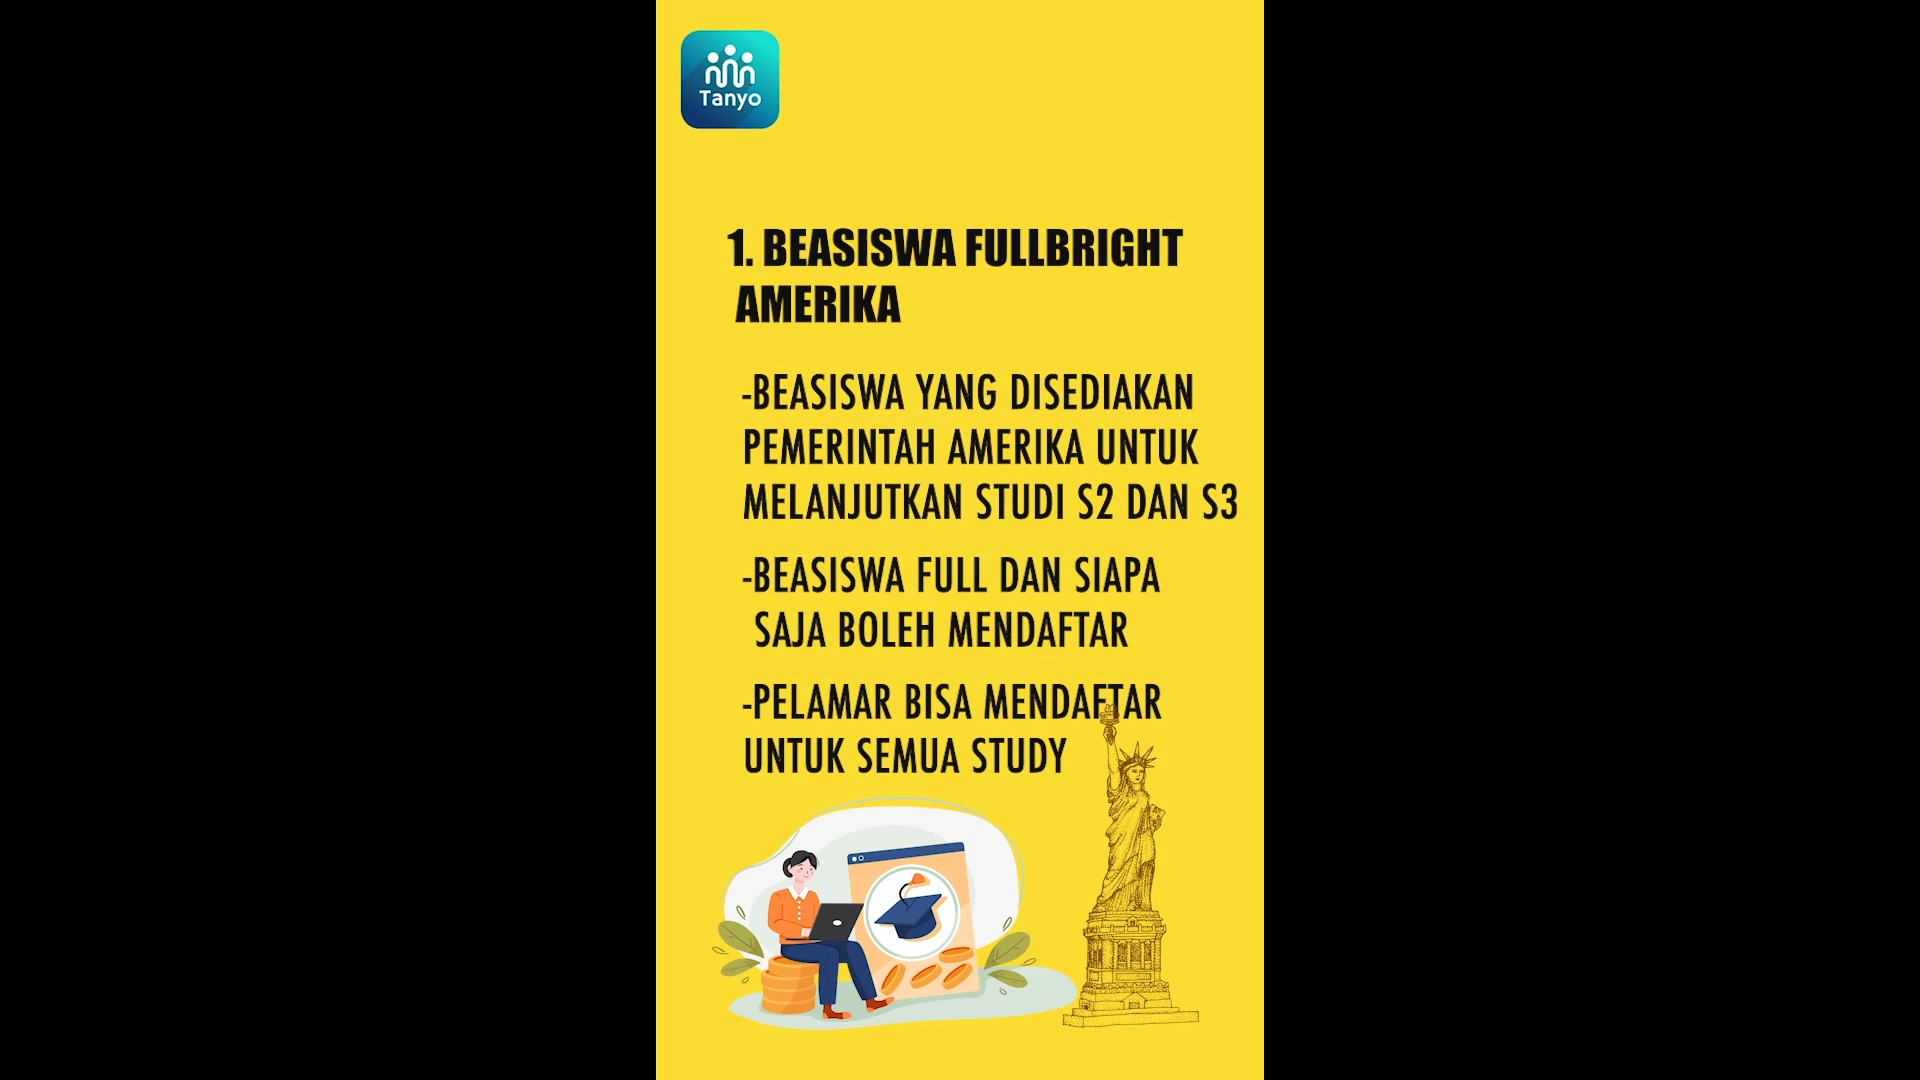 Tanyo
1. BEASISWA FULLBRIGHT
AMERIKA
-BEASISWA YANG DISEDIAKAN
PEMERINTAH AMERIKA UNTUK
MELANJUTKAN STUDI S2 DAN S3
-BEASISWA FULL DAN SIAPA
SAJA BOLEH MENDAFTAR
-PELAMAR BISA MENDAFTAR
UNTUK SEMUA STUDY